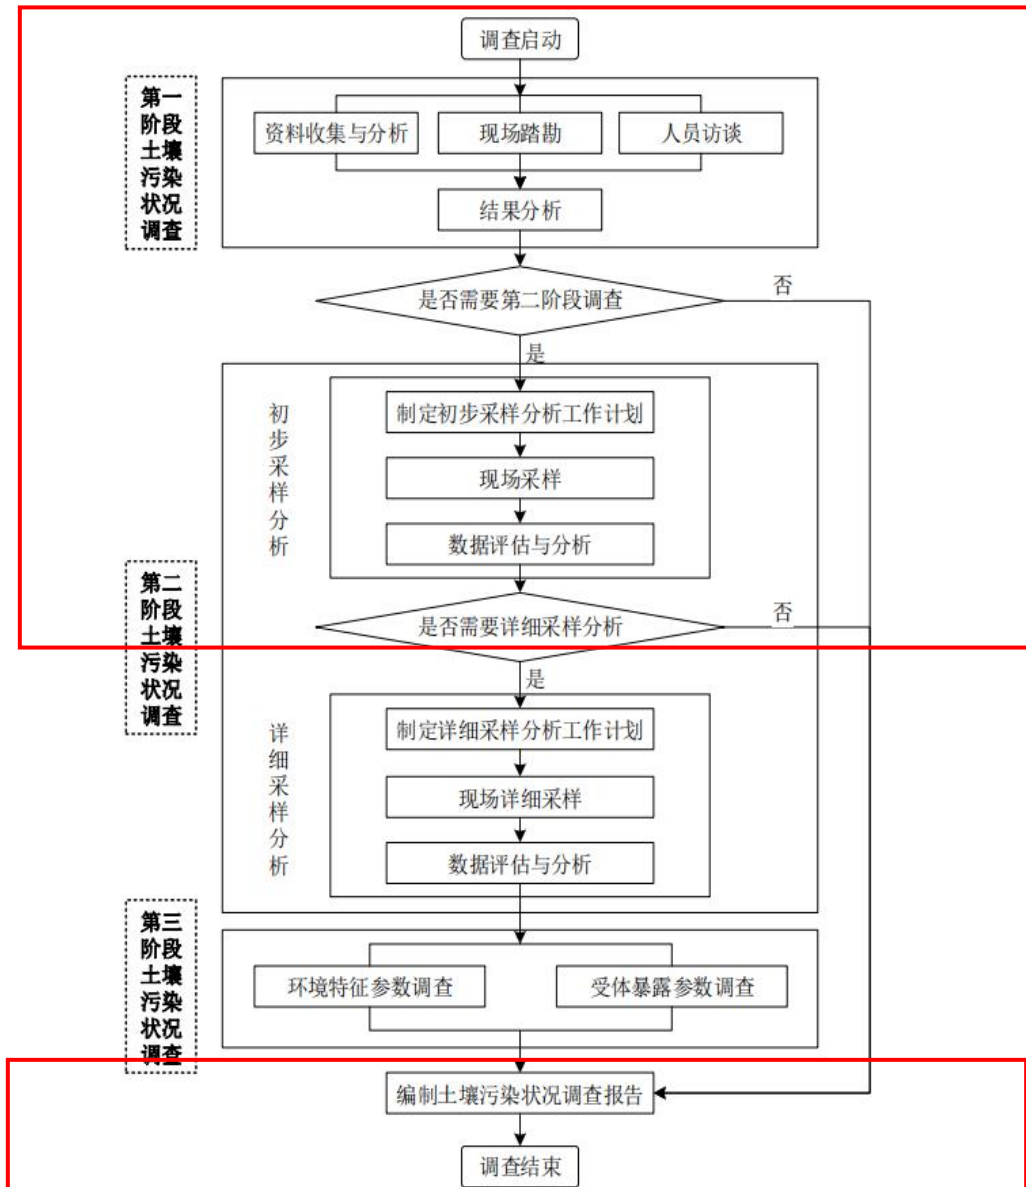 调查启动
第一
阶段
土壤
污染
状况
调查
资料收集与分析
现场踏勘
人员访谈
结果分析
是否需要第二阶段调查
否
是
初
步
采
样
分
析
制定初步采样分析工作计划
现场采样
数据评估与分析
第二
阶段
土壤
污染
状况
调查
是否需要详细采样分析
否
是
详
细
采
样
分
析
制定详细采样分析工作计划
现场详细采样
数据评估与分析
第三
阶段
土壤
污染
状况
调查
环境特征参数调查
受体暴露参数调查
编制土壤污染状况调查报告
调查结束